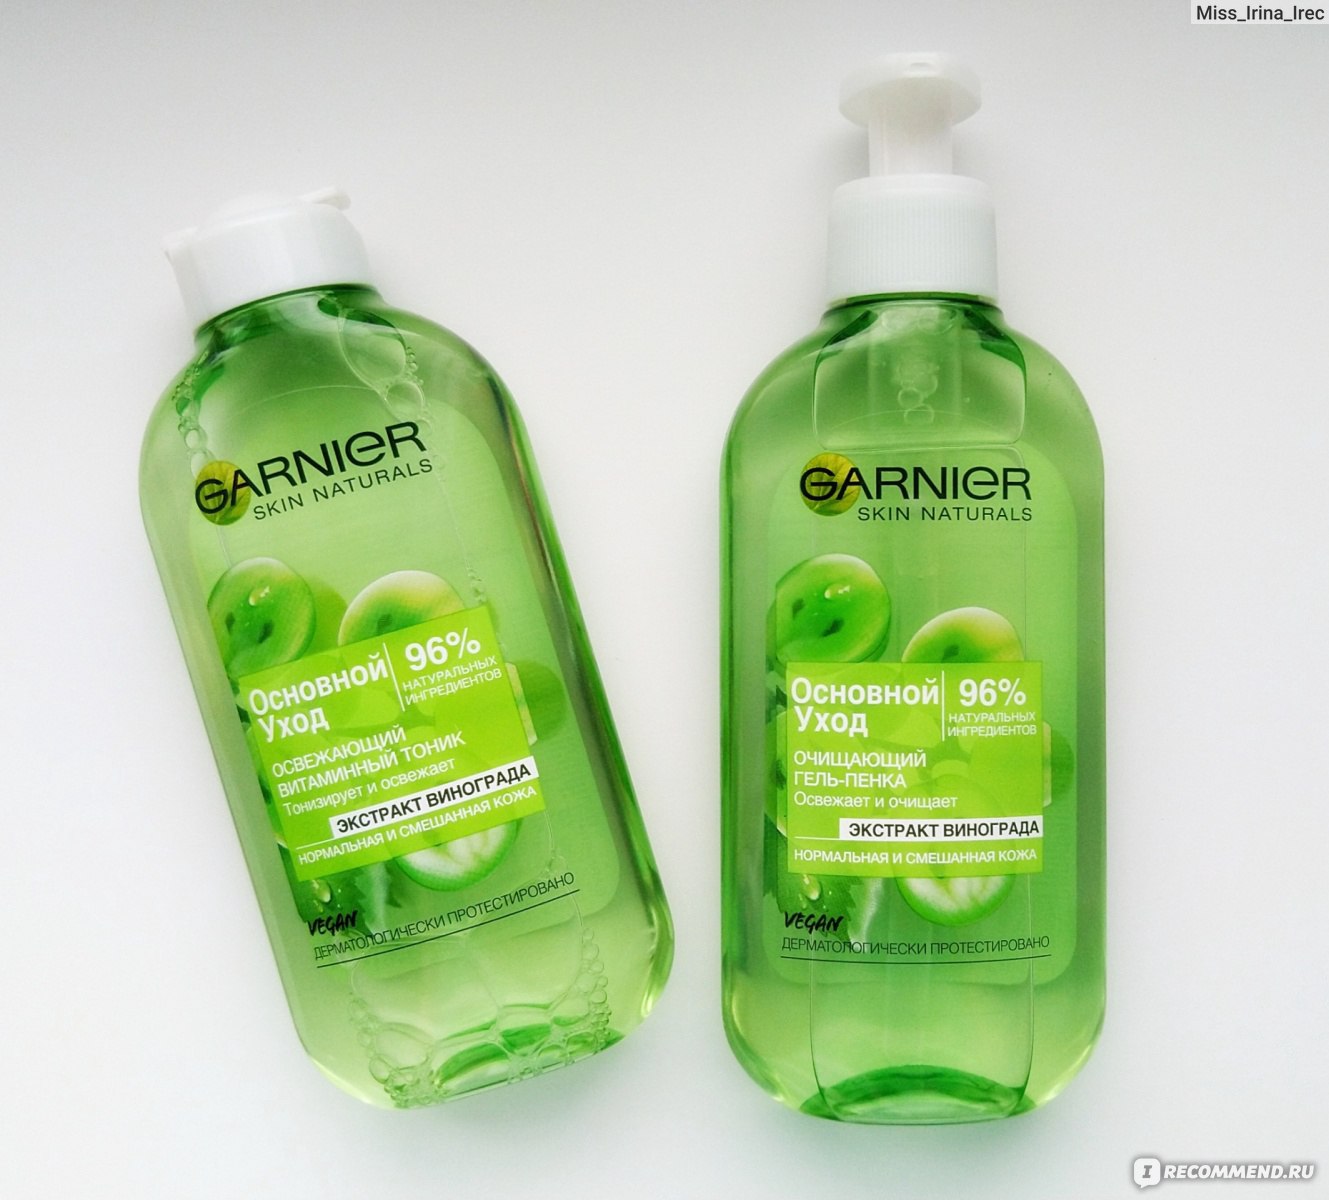 Miss_Irina_Irec
GARNIER
SKIN NATURALS
Основной
Уход
96%
НАТУРАЛЬНЫХ
ИНГРЕДИЕНТОВ
ОСВЕЖАЮЩИЙ
ВИТАМИННЫЙ ТОНИК
Тонизирует и освежает
ЭКСТРАКТ ВИНОГРАДА
НОРМАЛЬНАЯ И СМЕШАННАЯ КОЖА
VEGAN
ДЕРМАТОЛОГИЧЕСКИ ПРОТЕСТИРОВАНО
GARNIER
SKIN NATURALS
Основной
Уход
96%
НАТУРАЛЬНЫХ
ИНГРЕДИЕНТОВ
ОЧИЩАЮЩИЙ
ГЕЛЬ-ПЕНКА
Освежает и очищает
ЭКСТРАКТ ВИНОГРАДА
НОРМАЛЬНАЯ И СМЕШАННАЯ КОЖА
VEGAN
ДЕРМАТОЛОГИЧЕСКИ ПРОТЕСТИРОВАНО
IRECOMMEND.RU